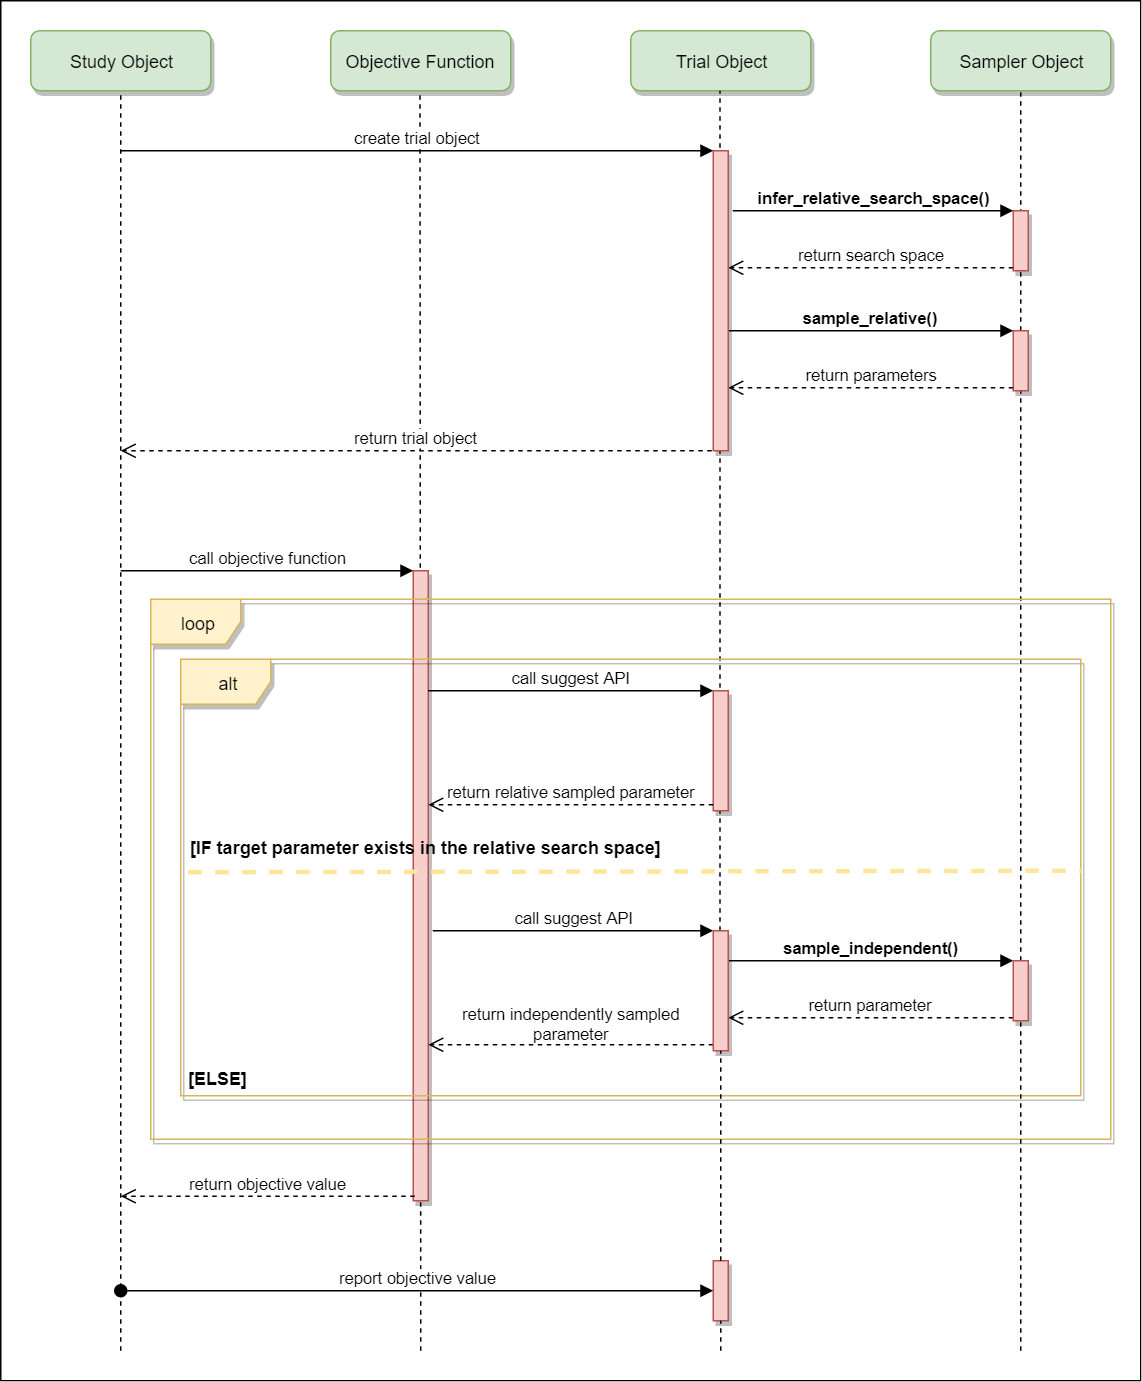 Study Object
Objective Function
Trial Object
Sampler Object
create trial object
infer_relative_search_space()
return search space
sample_relative()
return parameters
return trial object
call objective function
loop
alt
call suggest API
return relative sampled parameter
[IF target parameter exists in the relative search space]
call suggest API
sample_independent()
return parameter
return independently sampled
parameter
[ELSE]
return objective value
report objective value